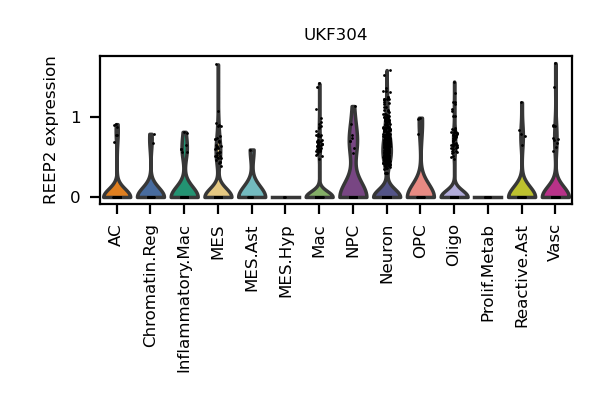 UKF304
REEP2 expression
1
0
AC
Chromatin.Reg
Inflammatory.Mac
MES
MES.Ast
MES.Hyp
Mac
NPC
Neuron
OPC
Oligo
Prolif.Metab
Reactive.Ast
Vasc